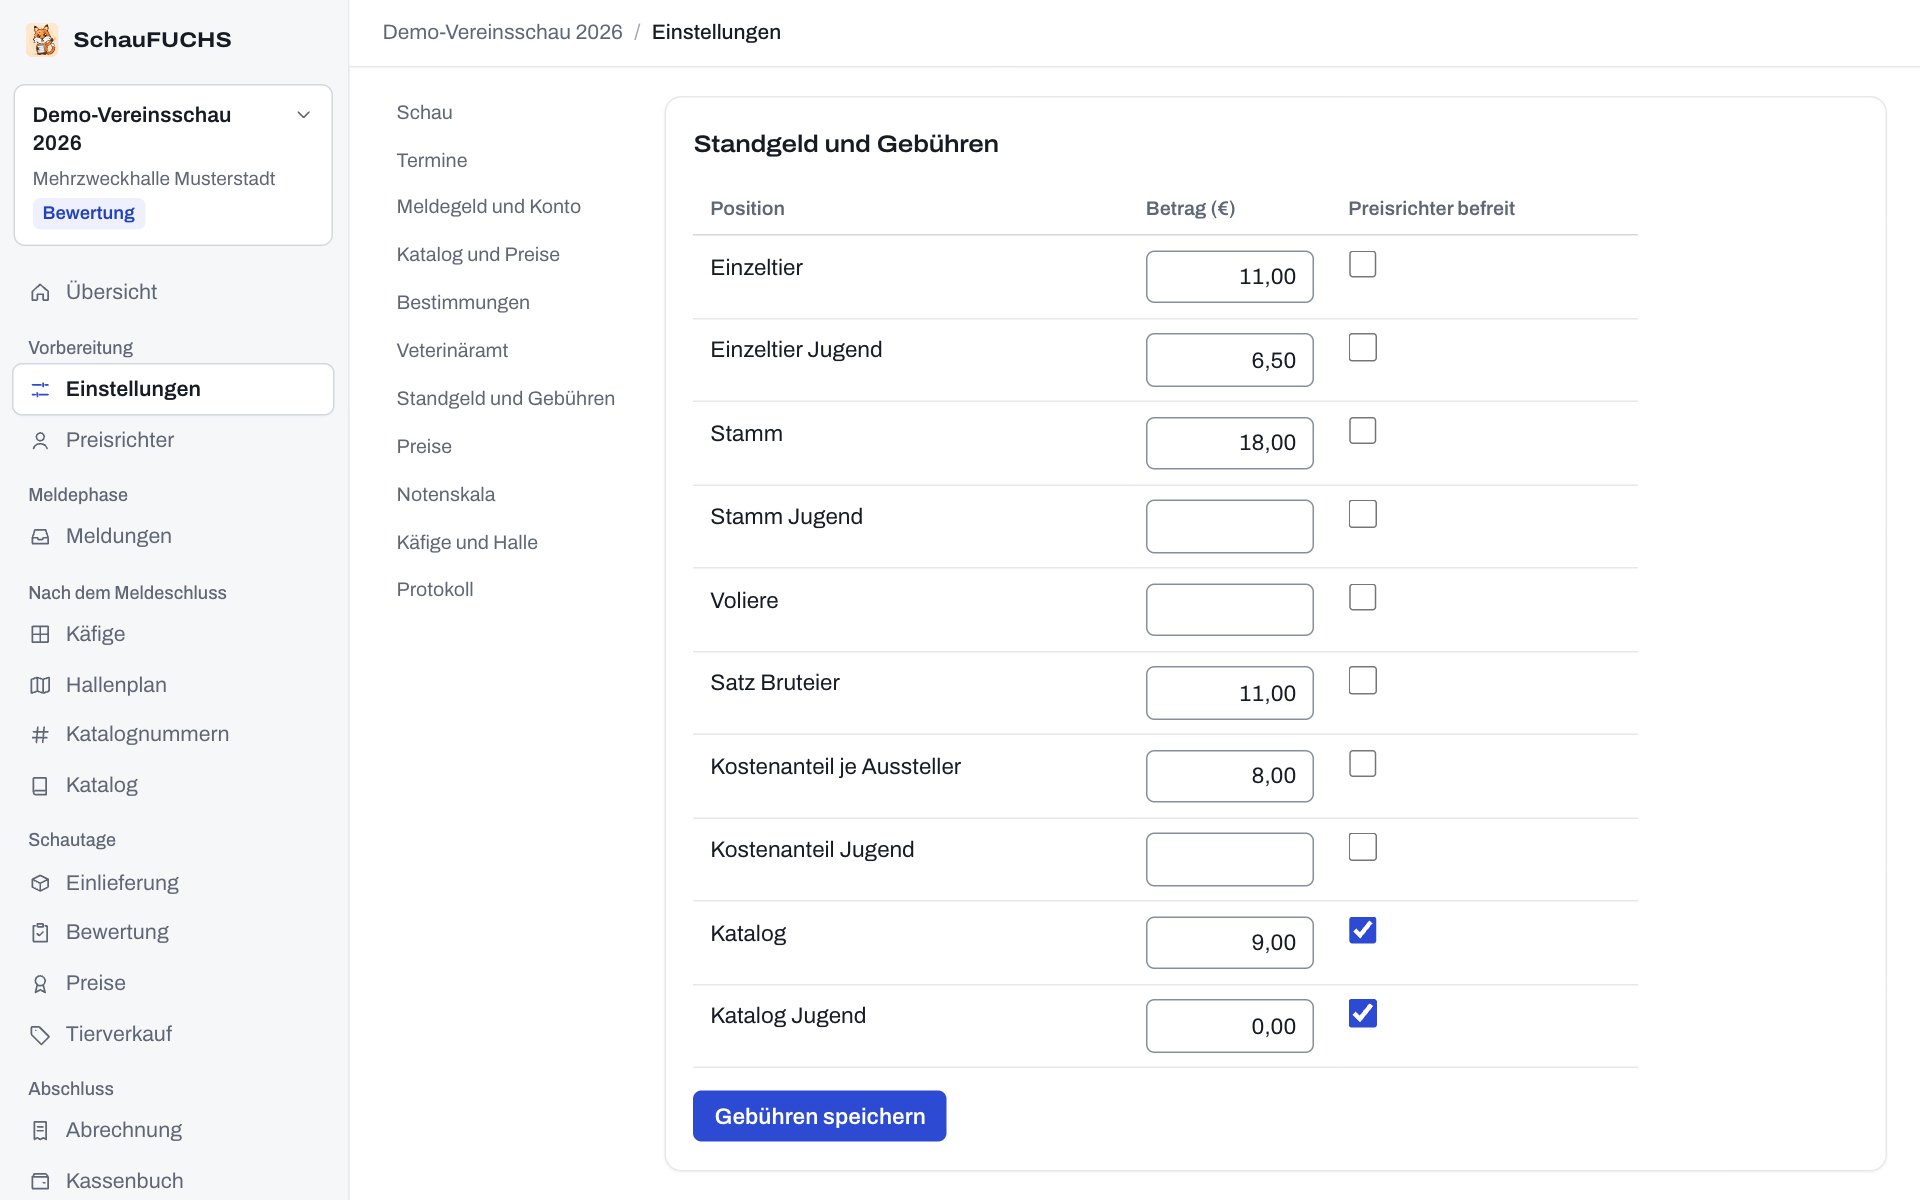 SchauFUCHS
Demo-Vereinsschau
2026
Mehrzweckhalle Musterstadt
Bewertung
Übersicht
Vorbereitung
Einstellungen
Preisrichter
Meldephase
Meldungen
Nach dem Meldeschluss
Käfige
Hallenplan
Katalognummern
Katalog
Schautage
Einlieferung
Bewertung
Preise
Tierverkauf
Abschluss
Abrechnung
Kassenbuch
Demo-Vereinsschau 2026 / Einstellungen
Schau
Termine
Meldegeld und Konto
Katalog und Preise
Bestimmungen
Veterinäramt
Standgeld und Gebühren
Preise
Notenskala
Käfige und Halle
Protokoll
Standgeld und Gebühren
Position Betrag (€) Preisrichter befreit
Einzeltier 11,00
Einzeltier Jugend 6,50
Stamm 18,00
Stamm Jugend
Voliere
Satz Bruteier 11,00
Kostenanteil je Aussteller 8,00
Kostenanteil Jugend
Katalog 9,00
Katalog Jugend 0,00
Gebühren speichern